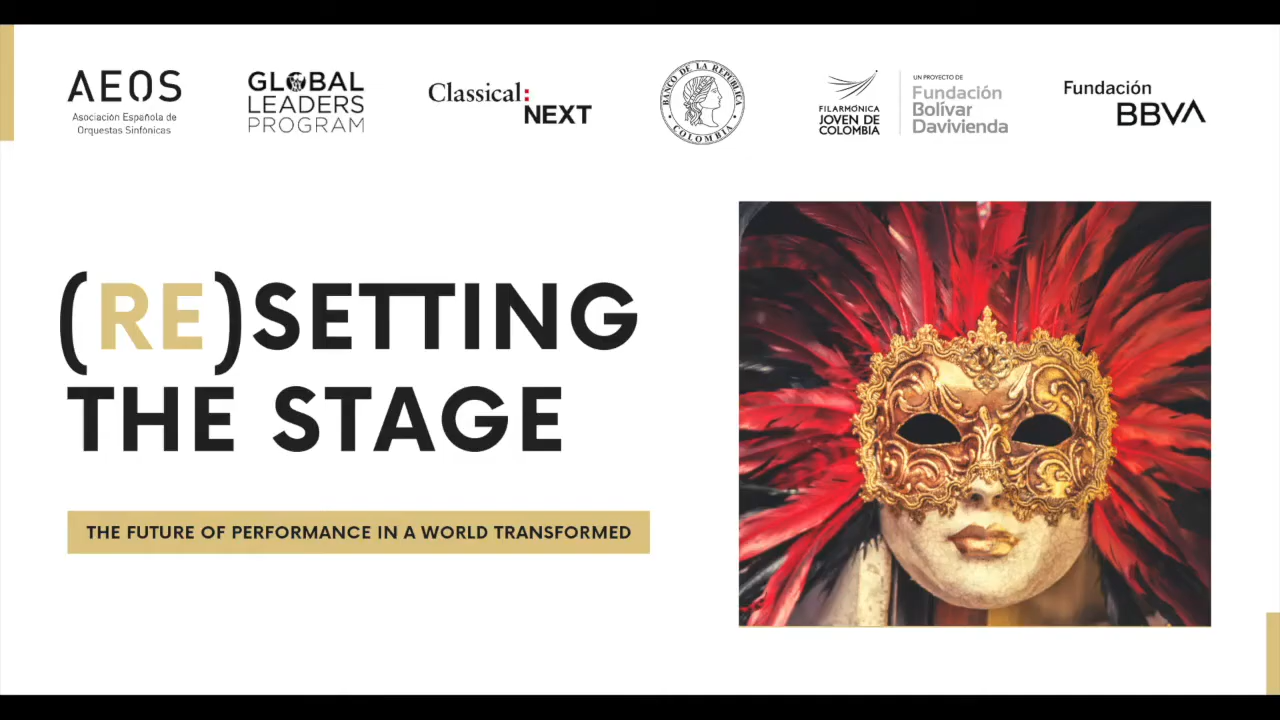 AEOS
Asociación Española de
Orquestas Sinfónicas
GLOBAL
LEADERS
PROGRAM
Classical:
NEXT
BANCO DE LA REPÚBLICA
COLOMBIA
FILARMÓNICA
JOVEN DE
COLOMBIA
UN PROYECTO DE
Fundación
Bolívar
Davivienda
Fundación
BBVA
(RE)SETTING
THE STAGE
THE FUTURE OF PERFORMANCE IN A WORLD TRANSFORMED